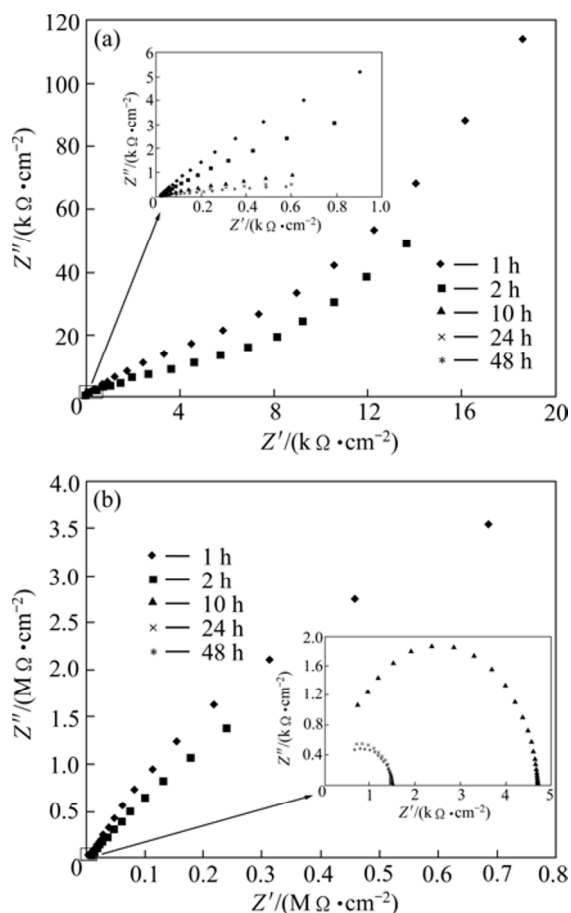 (a)
120
100
80
60
40
20
0
Z″/(kΩ•cm⁻²)
4
8
12
16
20
Z′/(kΩ•cm⁻²)
6
5
4
3
2
1
0
Z″/(kΩ•cm⁻²)
0.2
0.4
0.6
0.8
1.0
Z′/(kΩ•cm⁻²)
1 h
2 h
10 h
24 h
48 h
(b)
4.0
3.5
3.0
2.5
2.0
1.5
1.0
0.5
0
Z″/(MΩ•cm⁻²)
0.1
0.2
0.3
0.4
0.5
0.6
0.7
0.8
Z′/(MΩ•cm⁻²)
1 h
2 h
10 h
24 h
48 h
2.0
1.6
1.2
0.8
0.4
0
Z″/(kΩ•cm⁻²)
1
2
3
4
5
Z′/(kΩ•cm⁻²)